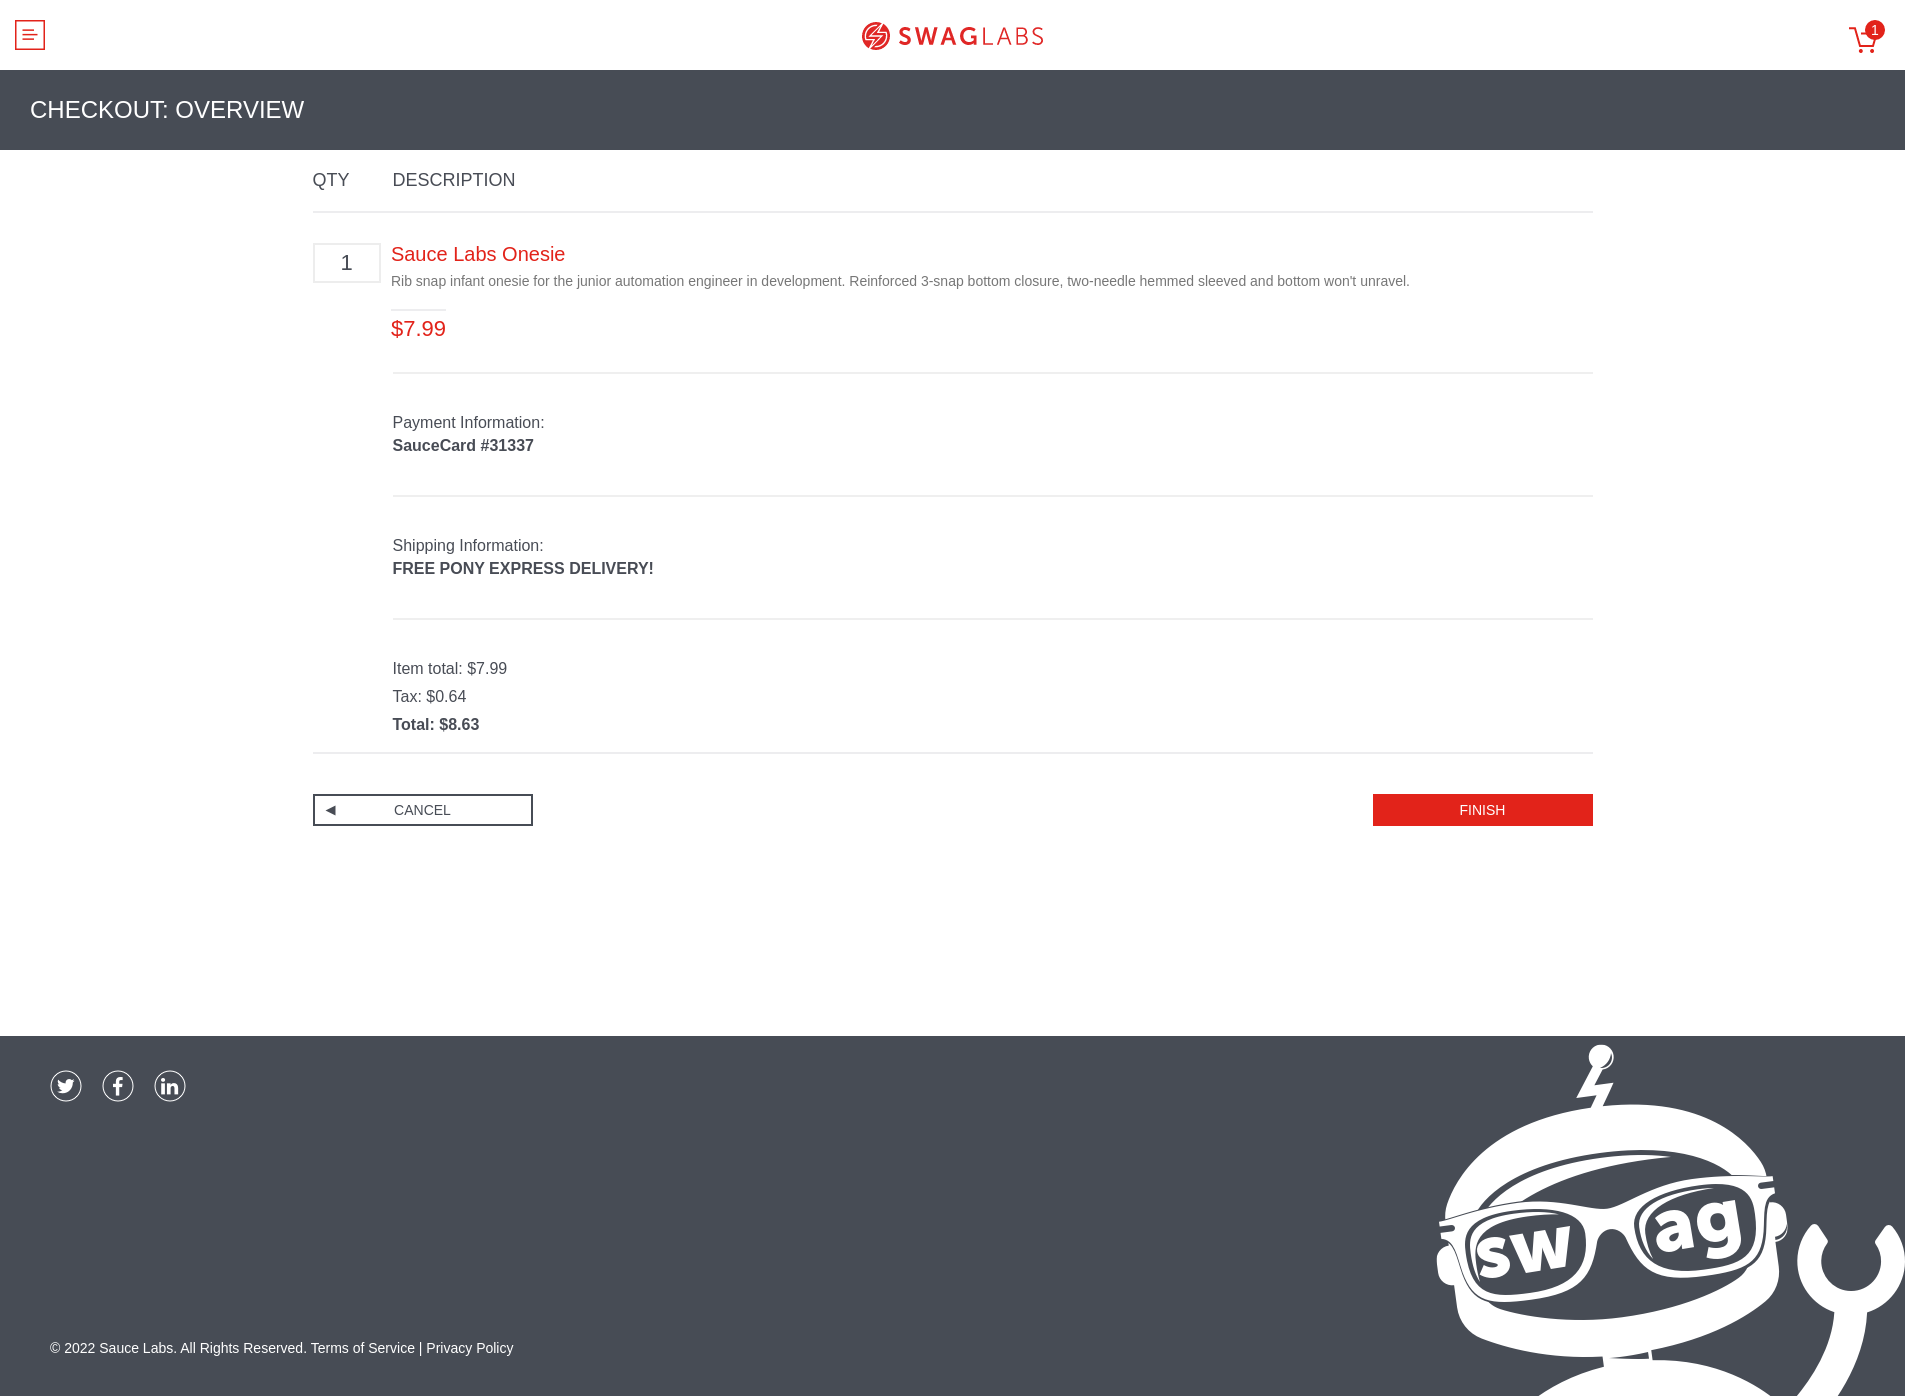 SWAGLABS
1
CHECKOUT: OVERVIEW
QTY DESCRIPTION
1
Sauce Labs Onesie
Rib snap infant onesie for the junior automation engineer in development. Reinforced 3-snap bottom closure, two-needle hemmed sleeved and bottom won't unravel.
$7.99
Payment Information:
SauceCard #31337
Shipping Information:
FREE PONY EXPRESS DELIVERY!
Item total: $7.99
Tax: $0.64
Total: $8.63
CANCEL
FINISH
swag
© 2022 Sauce Labs. All Rights Reserved. Terms of Service | Privacy Policy